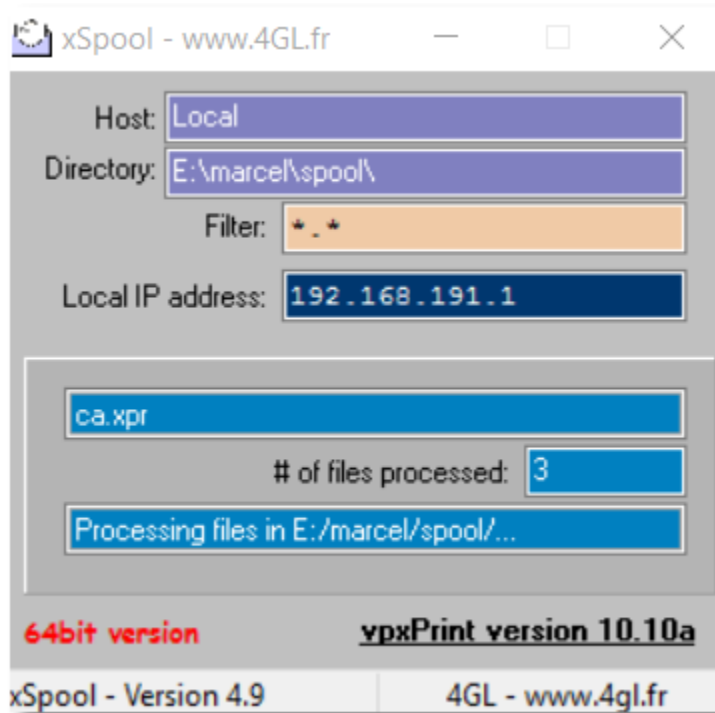 xSpool - www.4GL.fr
Host: Local
Directory: E:\marcel\spool\
Filter: *.*
Local IP address: 192.168.191.1
ca.xpr
# of files processed: 3
Processing files in E:/marcel/spool/...
64bit version vpxPrint version 10.10a
xSpool - Version 4.9 4GL - www.4gl.fr